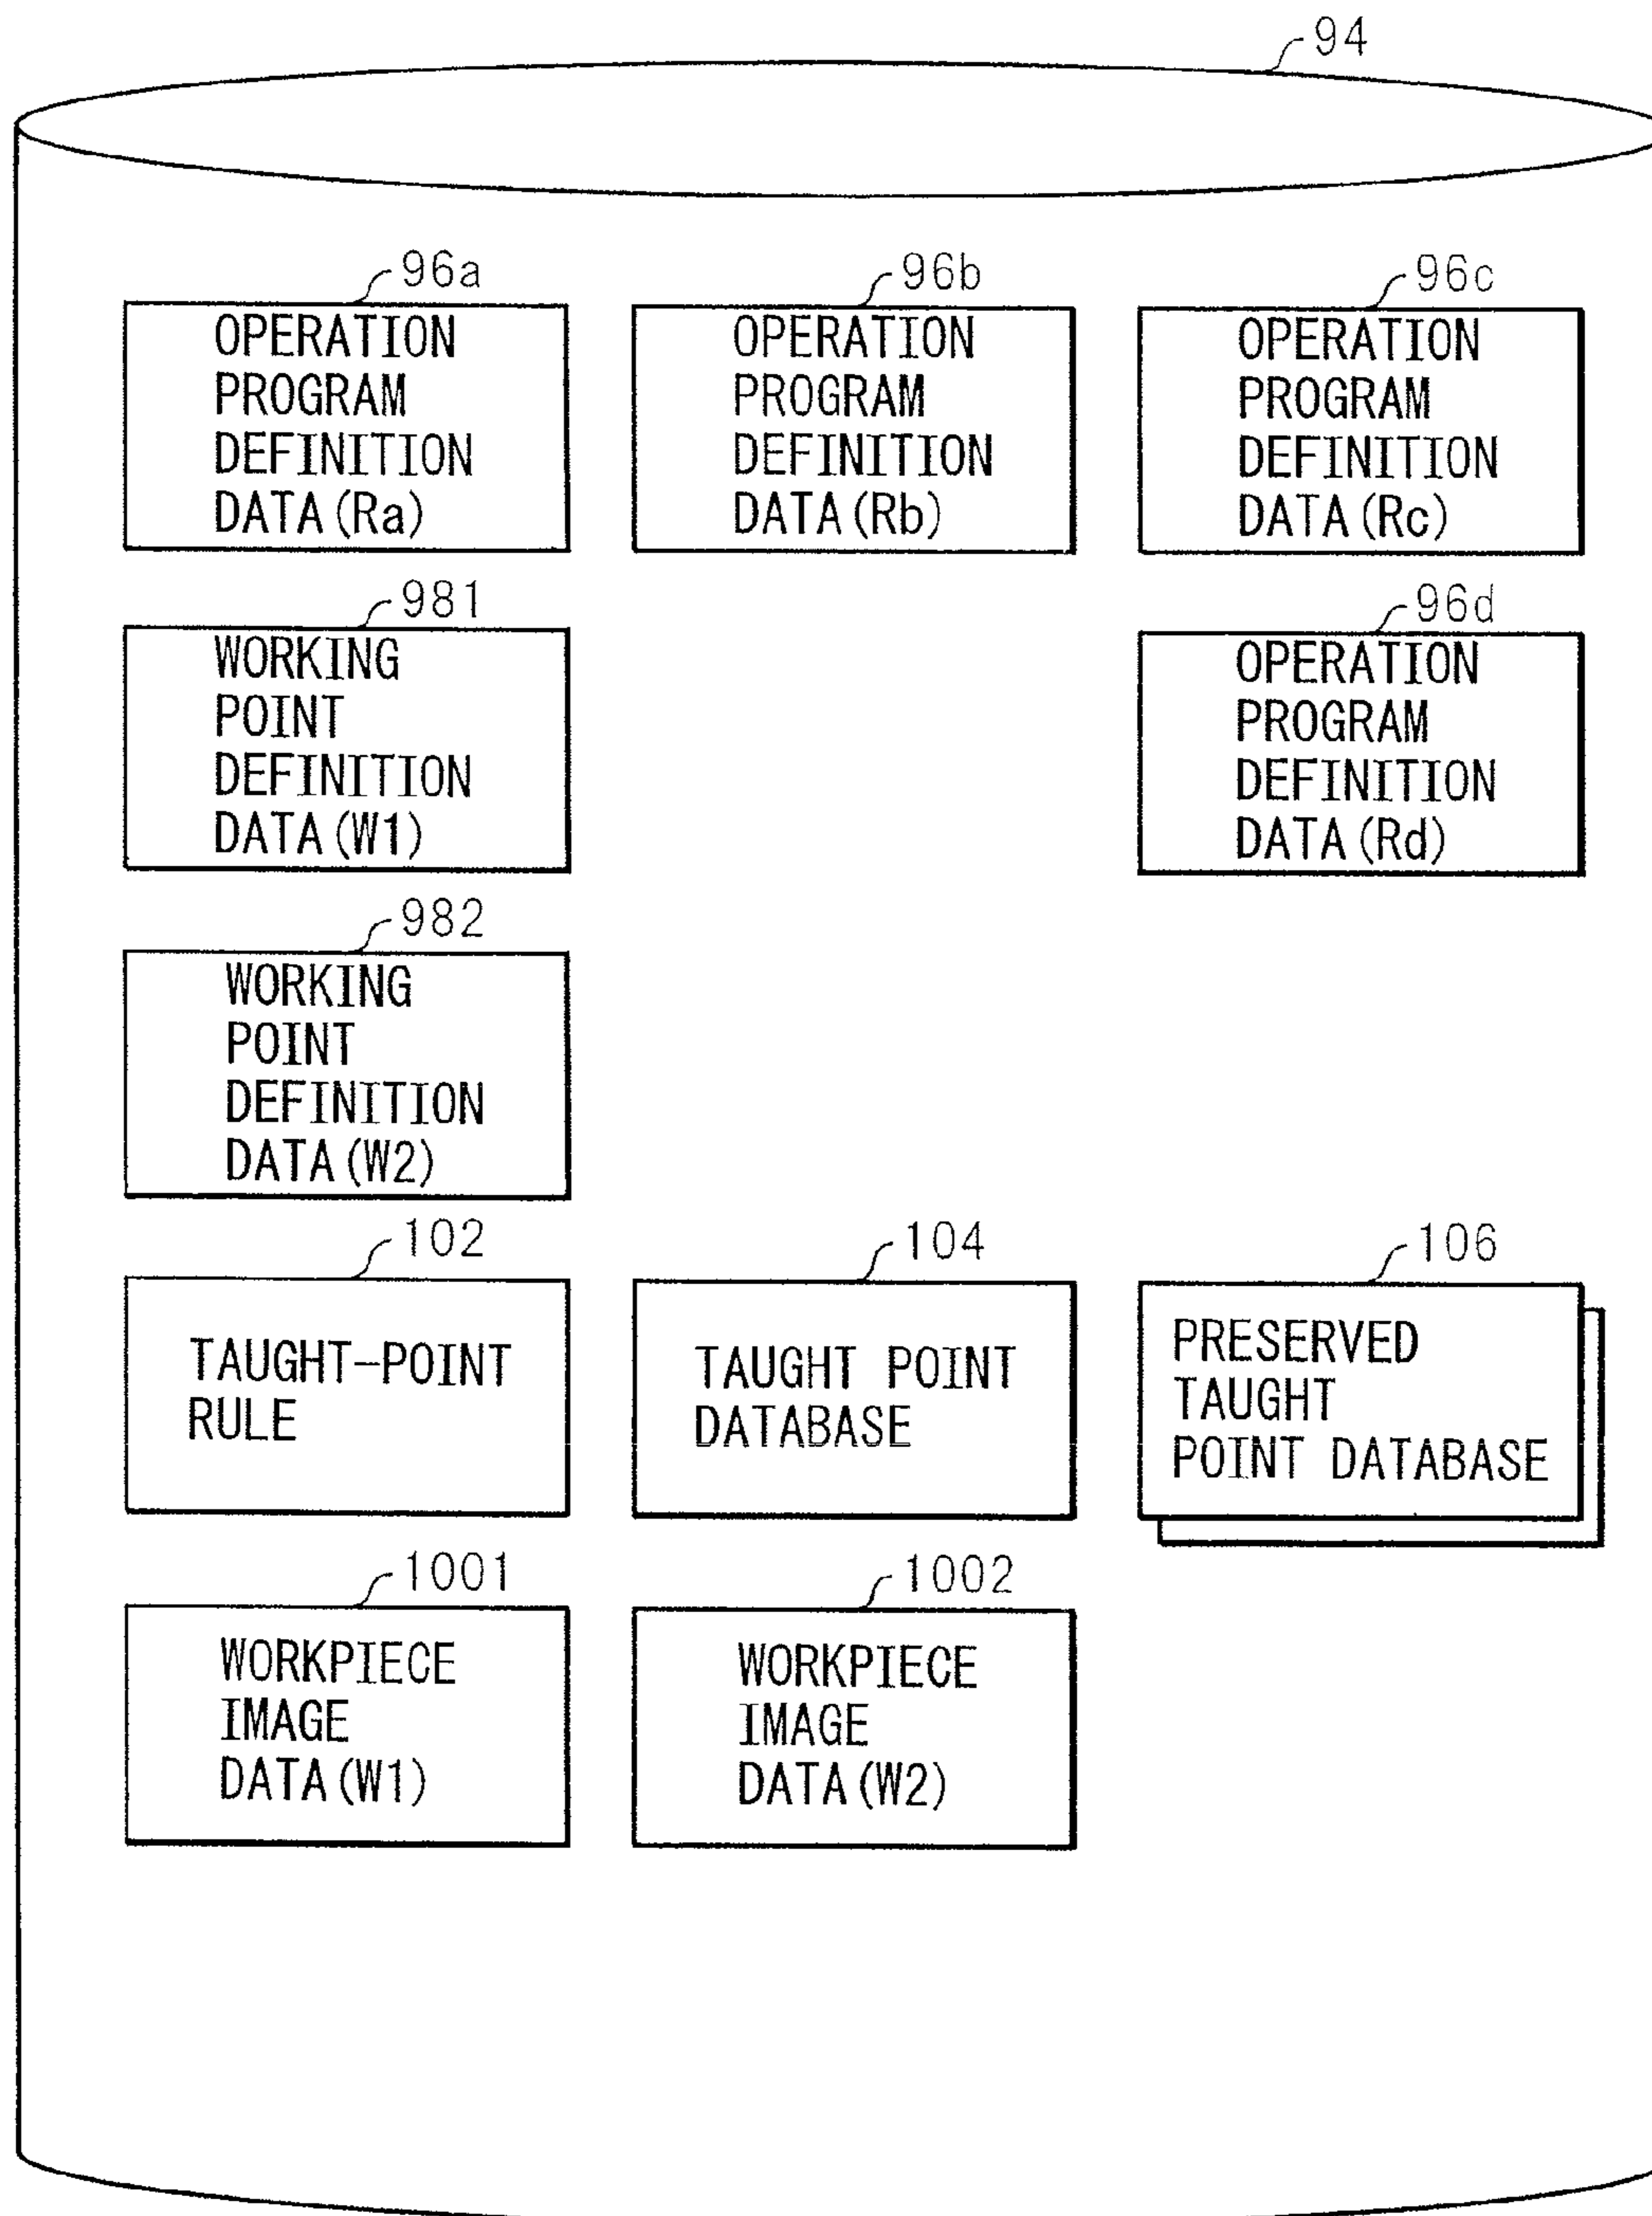 94
96a
OPERATION
PROGRAM
DEFINITION
DATA(Ra)
96b
OPERATION
PROGRAM
DEFINITION
DATA(Rb)
96c
OPERATION
PROGRAM
DEFINITION
DATA(Rc)
981
WORKING
POINT
DEFINITION
DATA(W1)
96d
OPERATION
PROGRAM
DEFINITION
DATA(Rd)
982
WORKING
POINT
DEFINITION
DATA(W2)
102
TAUGHT-POINT
RULE
104
TAUGHT POINT
DATABASE
106
PRESERVED
TAUGHT
POINT DATABASE
1001
WORKPIECE
IMAGE
DATA(W1)
1002
WORKPIECE
IMAGE
DATA(W2)